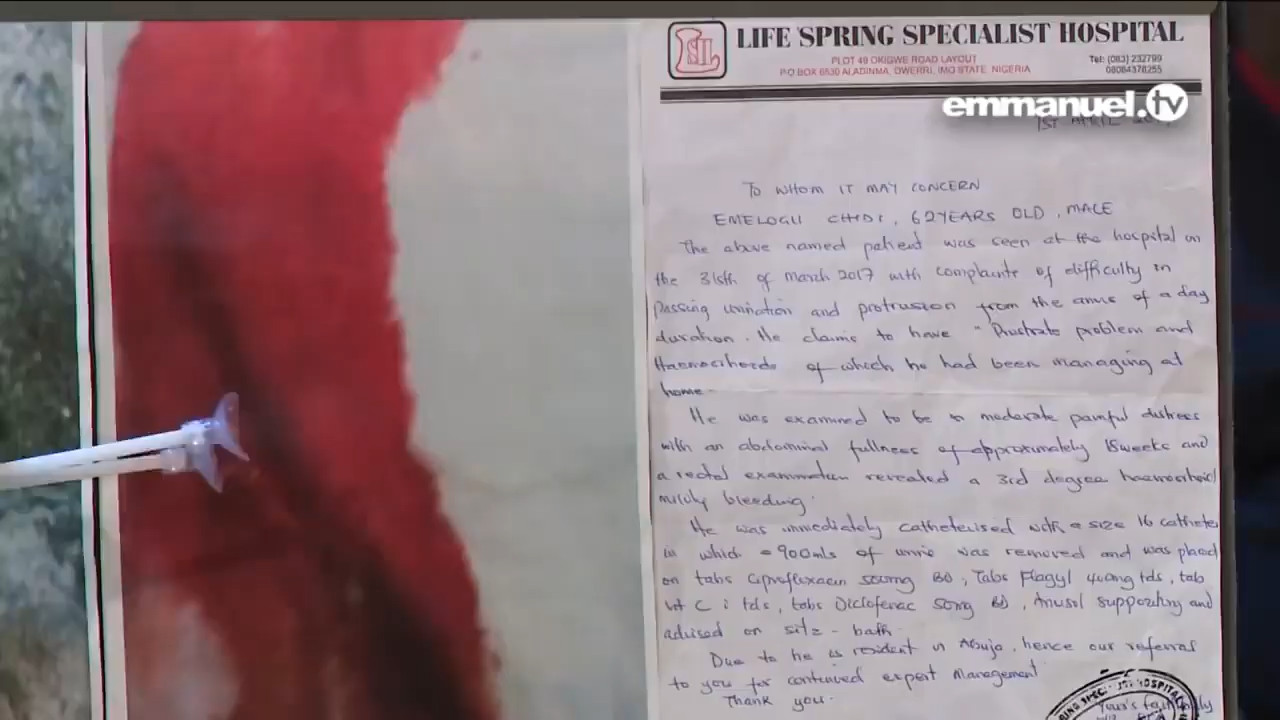 LSIL
LIFE SPRING SPECIALIST HOSPITAL
PLOT 49 OKIGWE ROAD LAYOUT
P.O BOX 6530 ALADINMA, OWERRI, IMO STATE, NIGERIA
Tel: (083) 232799
08084378255
emmanuel.tv
1ST APRIL
TO WHOM IT MAY CONCERN
EMELOGU CHIDI, 62YEARS OLD, MALE
The above named patient was seen at the hospital on
the 31sth of March 2017 with complaints of difficulty in
passing urination and protrusion from the anus of a day
duration. He claims to have "Prustrate problem and
Haemorrhoids of which he had been managing at
home.
He was examined to be in moderate painful distress
with an abdominal fullness of approximately 18weeks and
a rectal examination revealed a 3rd degree haemorrhoid
mildly bleeding.
He was immediately catheterised with a size 16 catheter
in which 900mls of urine was removed and was placed
on tabs Ciproflaxacin 500mg BD, Tabs Flagyl 400mg tds, tab
vit C i tds, tabs Diclofenac 50mg BD, Anusol suppository and
advised on sitz-bath.
Due to he is resident in Abuja, hence our referral
to you for continued expert management
Thank you.
Yours faithfully